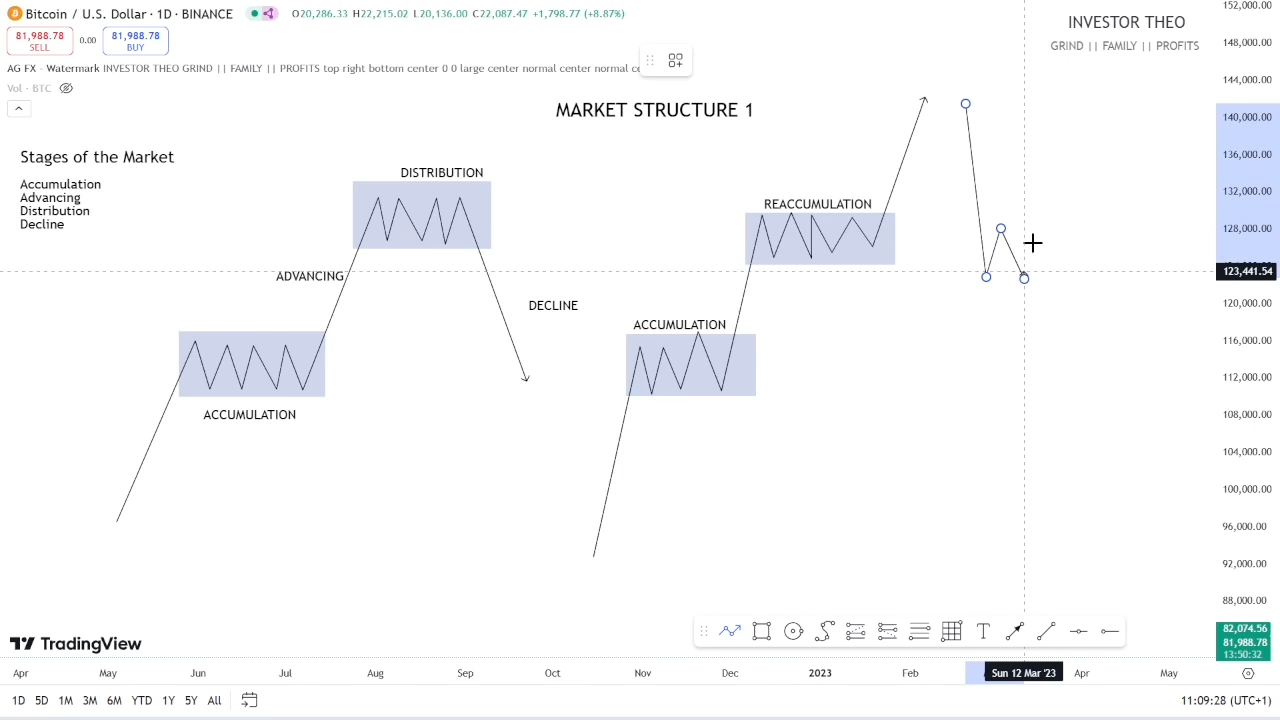 Bitcoin / U.S. Dollar · 1D · BINANCE
O20,286.33 H22,215.02 L20,136.00 C22,087.47 +1,798.77 (+8.87%)
81,988.78
SELL
0.00
81,988.78
BUY
AG FX - Watermark INVESTOR THEO GRIND || FAMILY || PROFITS top right bottom center 0 0 large center normal center normal ce
Vol · BTC
INVESTOR THEO
GRIND || FAMILY || PROFITS
MARKET STRUCTURE 1
Stages of the Market
Accumulation
Advancing
Distribution
Decline
DISTRIBUTION
ADVANCING
DECLINE
ACCUMULATION
ACCUMULATION
REACCUMULATION
152,000.00
148,000.00
144,000.00
140,000.00
136,000.00
132,000.00
128,000.00
123,441.54
120,000.00
116,000.00
112,000.00
108,000.00
104,000.00
100,000.00
96,000.00
92,000.00
88,000.00
82,074.56
81,988.78
13:50:32
TradingView
Apr May Jun Jul Aug Sep Oct Nov Dec 2023 Feb Sun 12 Mar '23 Apr May
1D 5D 1M 3M 6M YTD 1Y 5Y All
11:09:28 (UTC+1)